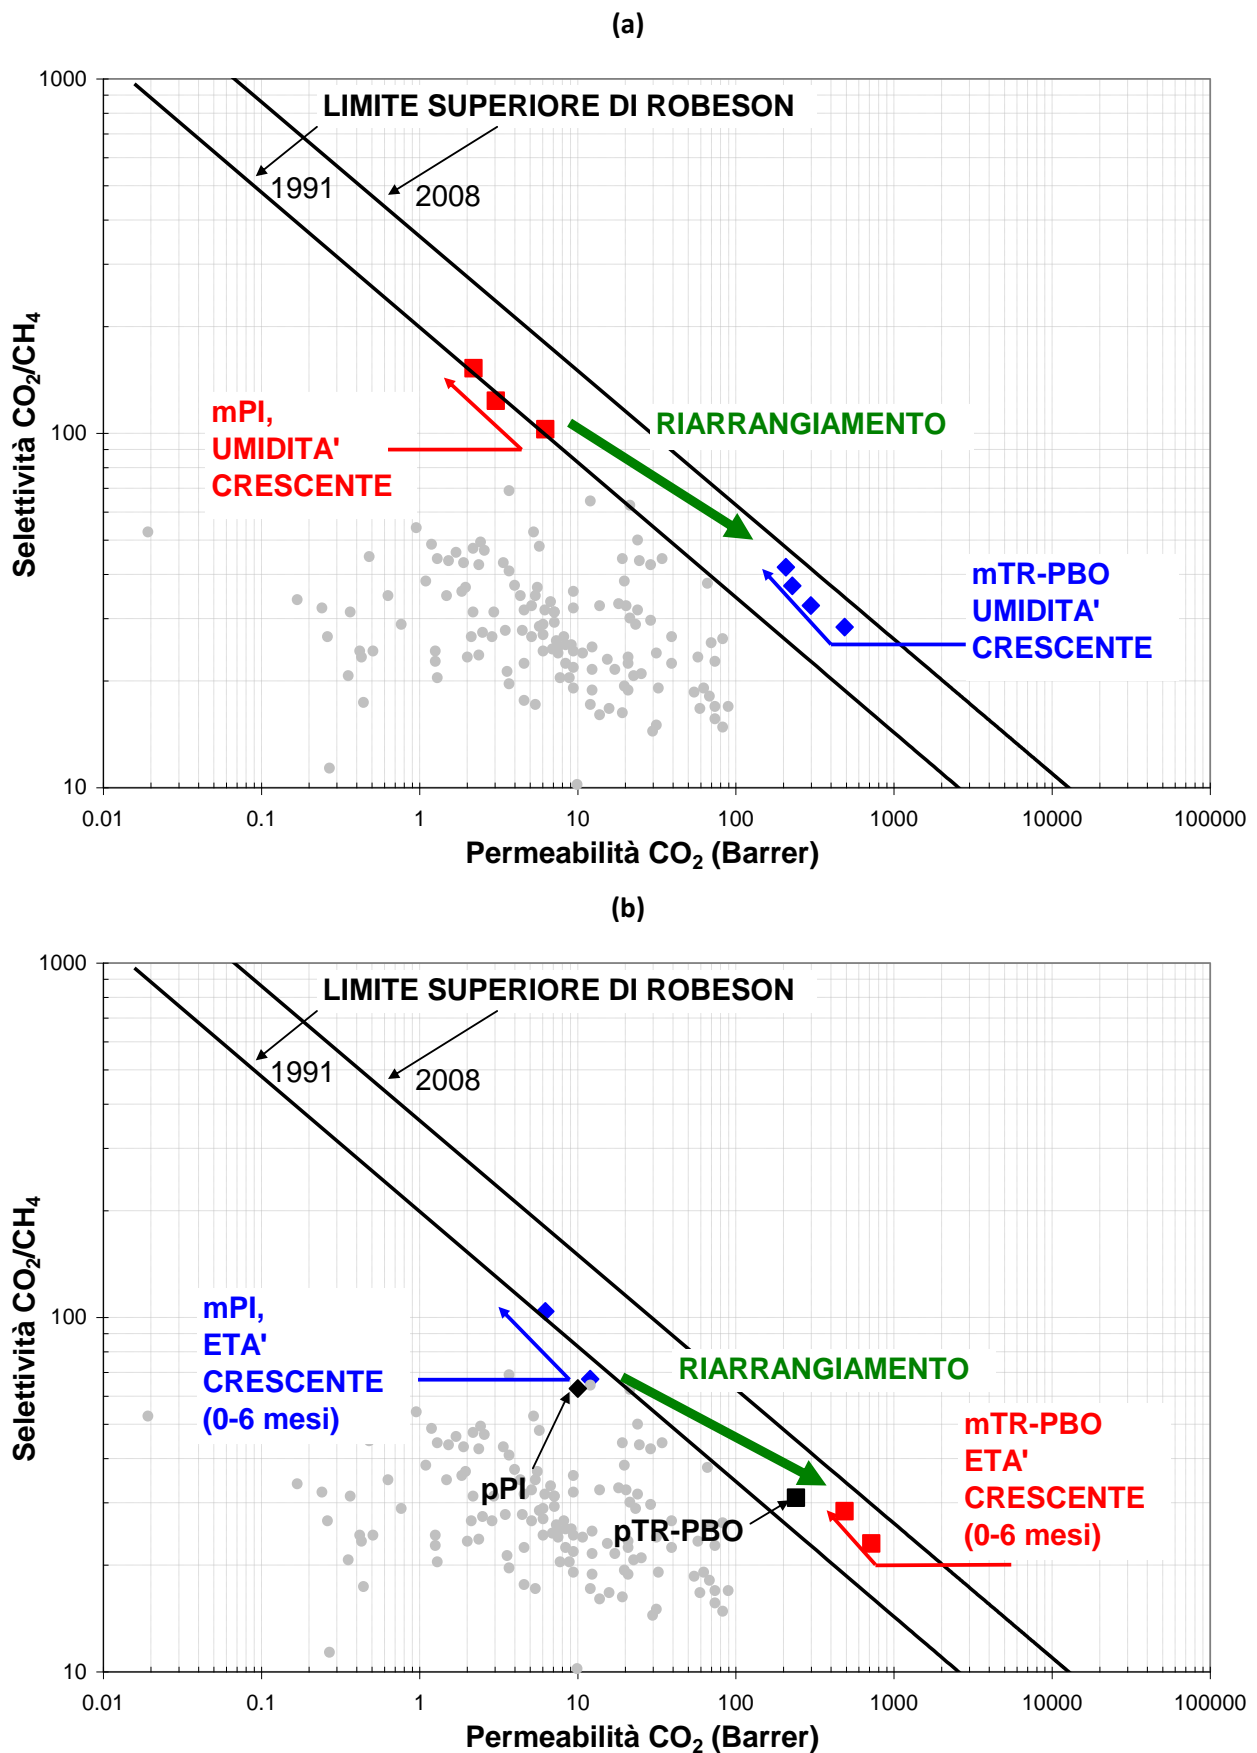 (a)
1000
LIMITE SUPERIORE DI ROBESON
1991
2008
Selettività CO₂/CH₄
mPI,
UMIDITA'
CRESCENTE
100
RIARRANGIAMENTO
mTR-PBO
UMIDITA'
CRESCENTE
10
0.01 0.1 1 10 100 1000 10000 100000
Permeabilità CO₂ (Barrer)
(b)
1000
LIMITE SUPERIORE DI ROBESON
1991
2008
Selettività CO₂/CH₄
mPI,
ETA'
CRESCENTE
(0-6 mesi)
100
RIARRANGIAMENTO
mTR-PBO
ETA'
CRESCENTE
(0-6 mesi)
pPI
pTR-PBO
10
0.01 0.1 1 10 100 1000 10000 100000
Permeabilità CO₂ (Barrer)